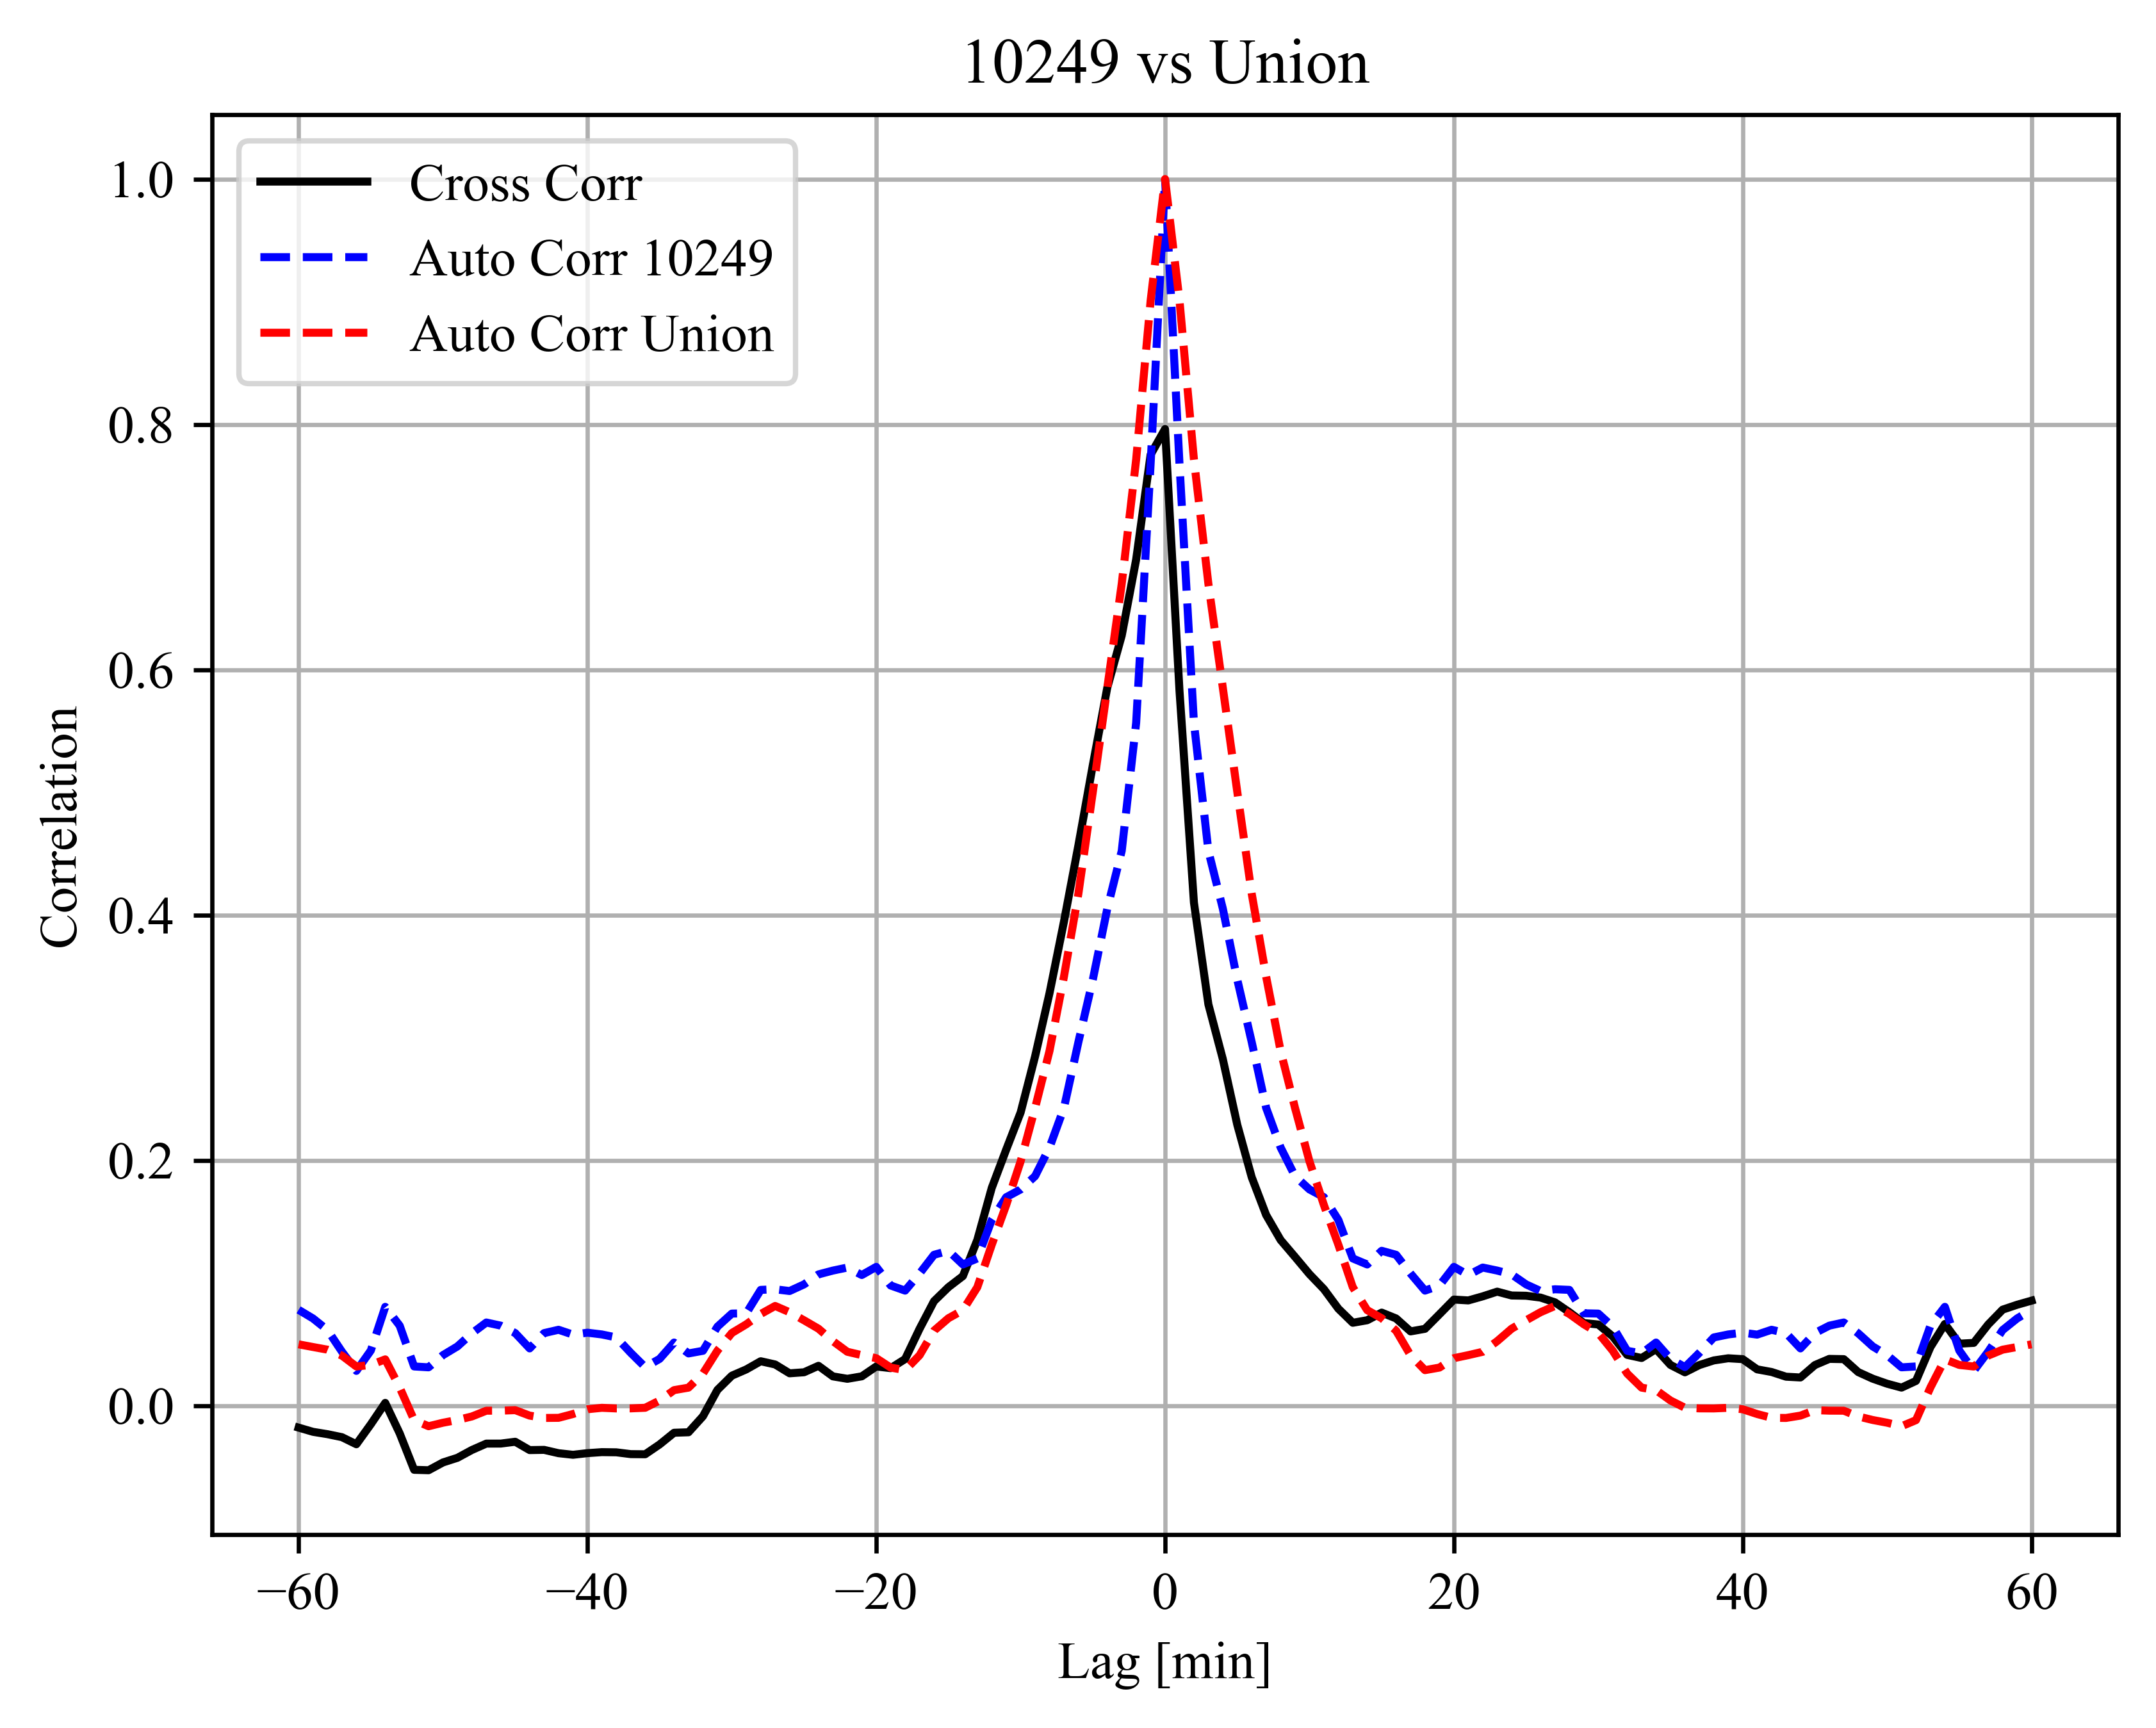 10249 vs Union
Cross Corr
Auto Corr 10249
Auto Corr Union
1.0
0.8
0.6
0.4
0.2
0.0
Correlation
−60
−40
−20
0
20
40
60
Lag [min]